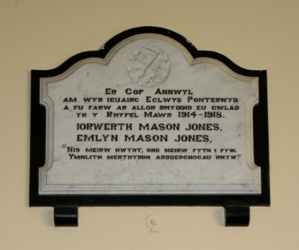 Er Cof Annwyl
am wyr ieuainc Eglwys Ponterwyd
a fu farw ar allor rhyddid eu gwlad
yn y Rhyfel Mawr 1914-1918.
Iorwerth Mason Jones,
Emlyn Mason Jones,
"Nid meirw hwynt, ond meirw fyth i fyw.
Ymhlith merthyron ardderchocau rhyw."